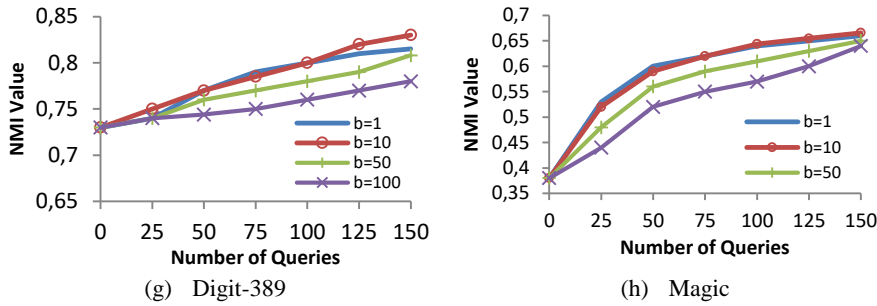 0,85
0,8
0,75
0,7
0,65
NMI Value
b=1
b=10
b=50
b=100
0 25 50 75 100 125 150
Number of Queries
(g) Digit-389
0,7
0,65
0,6
0,55
0,5
0,45
0,4
0,35
NMI Value
b=1
b=10
b=50
0 25 50 75 100 125 150
Number of Queries
(h) Magic